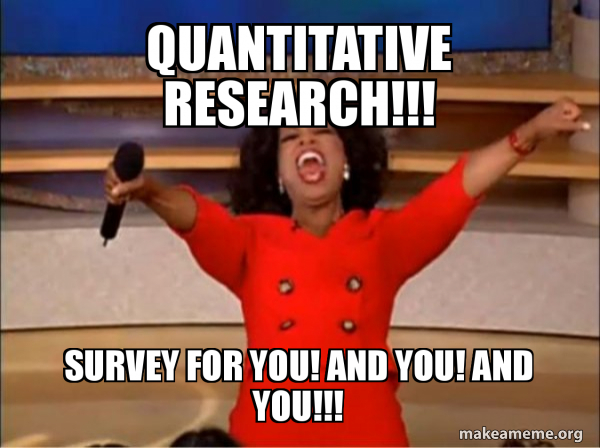 QUANTITATIVE
RESEARCH!!!
SURVEY FOR YOU! AND YOU! AND
YOU!!!
makeameme.org